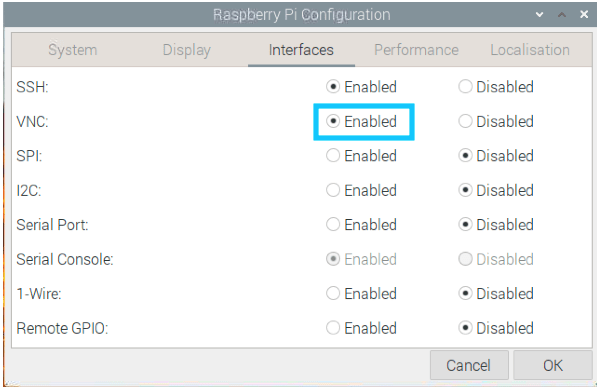 Raspberry Pi Configuration
System Display Interfaces Performance Localisation
SSH: Enabled Disabled
VNC: Enabled Disabled
SPI: Enabled Disabled
I2C: Enabled Disabled
Serial Port: Enabled Disabled
Serial Console: Enabled Disabled
1-Wire: Enabled Disabled
Remote GPIO: Enabled Disabled
Cancel OK